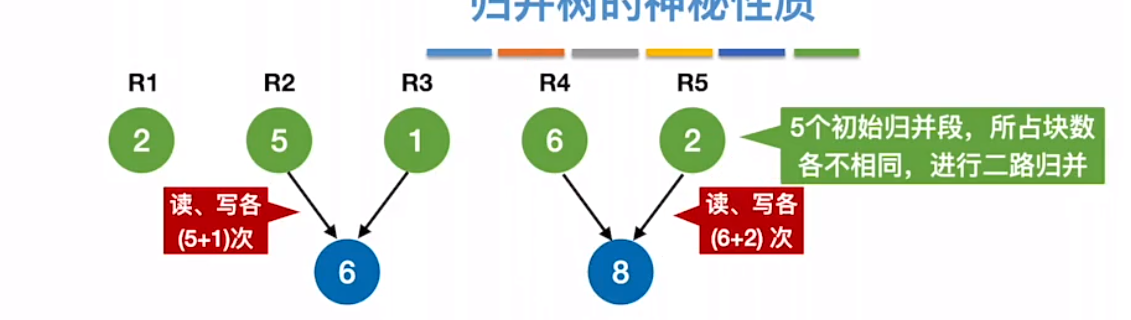 归并树的神秘性质
R1 R2 R3 R4 R5
2 5 1 6 2
5个初始归并段，所占块数
各不相同，进行二路归并
读、写各
(5+1)次
读、写各
(6+2) 次
6 8